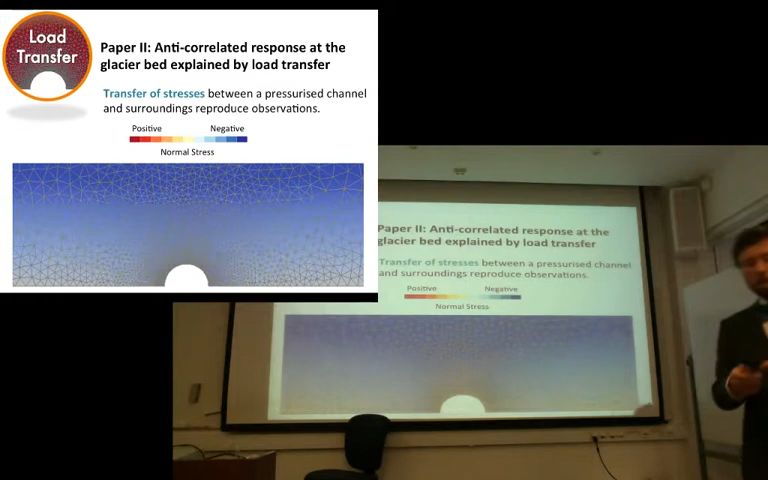 Load
Transfer
Paper II: Anti-correlated response at the
glacier bed explained by load transfer
Transfer of stresses between a pressurised channel
and surroundings reproduce observations.
Positive Negative
Normal Stress
Paper II: Anti-correlated response at the
glacier bed explained by load transfer
Transfer of stresses between a pressurised channel
and surroundings reproduce observations.
Positive Negative
Normal Stress